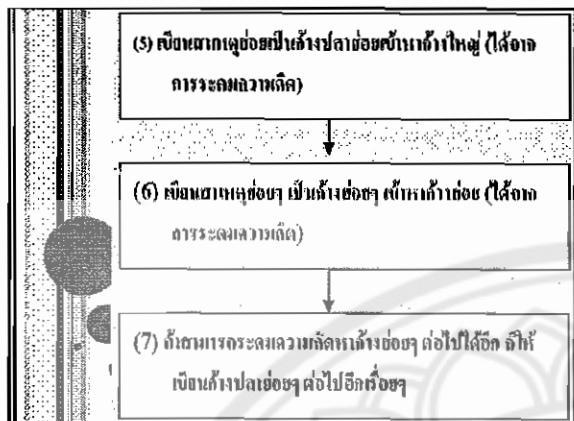 (5) เขียนสาเหตุย่อยเป็นก้างปลาย่อยเข้าหาก้างใหญ่ (ได้จาก
การระดมความคิด)
(6) เขียนสาเหตุย่อยๆ เป็นก้างย่อยๆ เข้าหาก้างย่อย (ได้จาก
การระดมความคิด)
(7) ถ้าสามารถระดมความคิดหาก้างย่อยๆ ต่อไปได้อีก ก็ให้
เขียนก้างปลาย่อยๆ ต่อไปอีกเรื่อยๆ